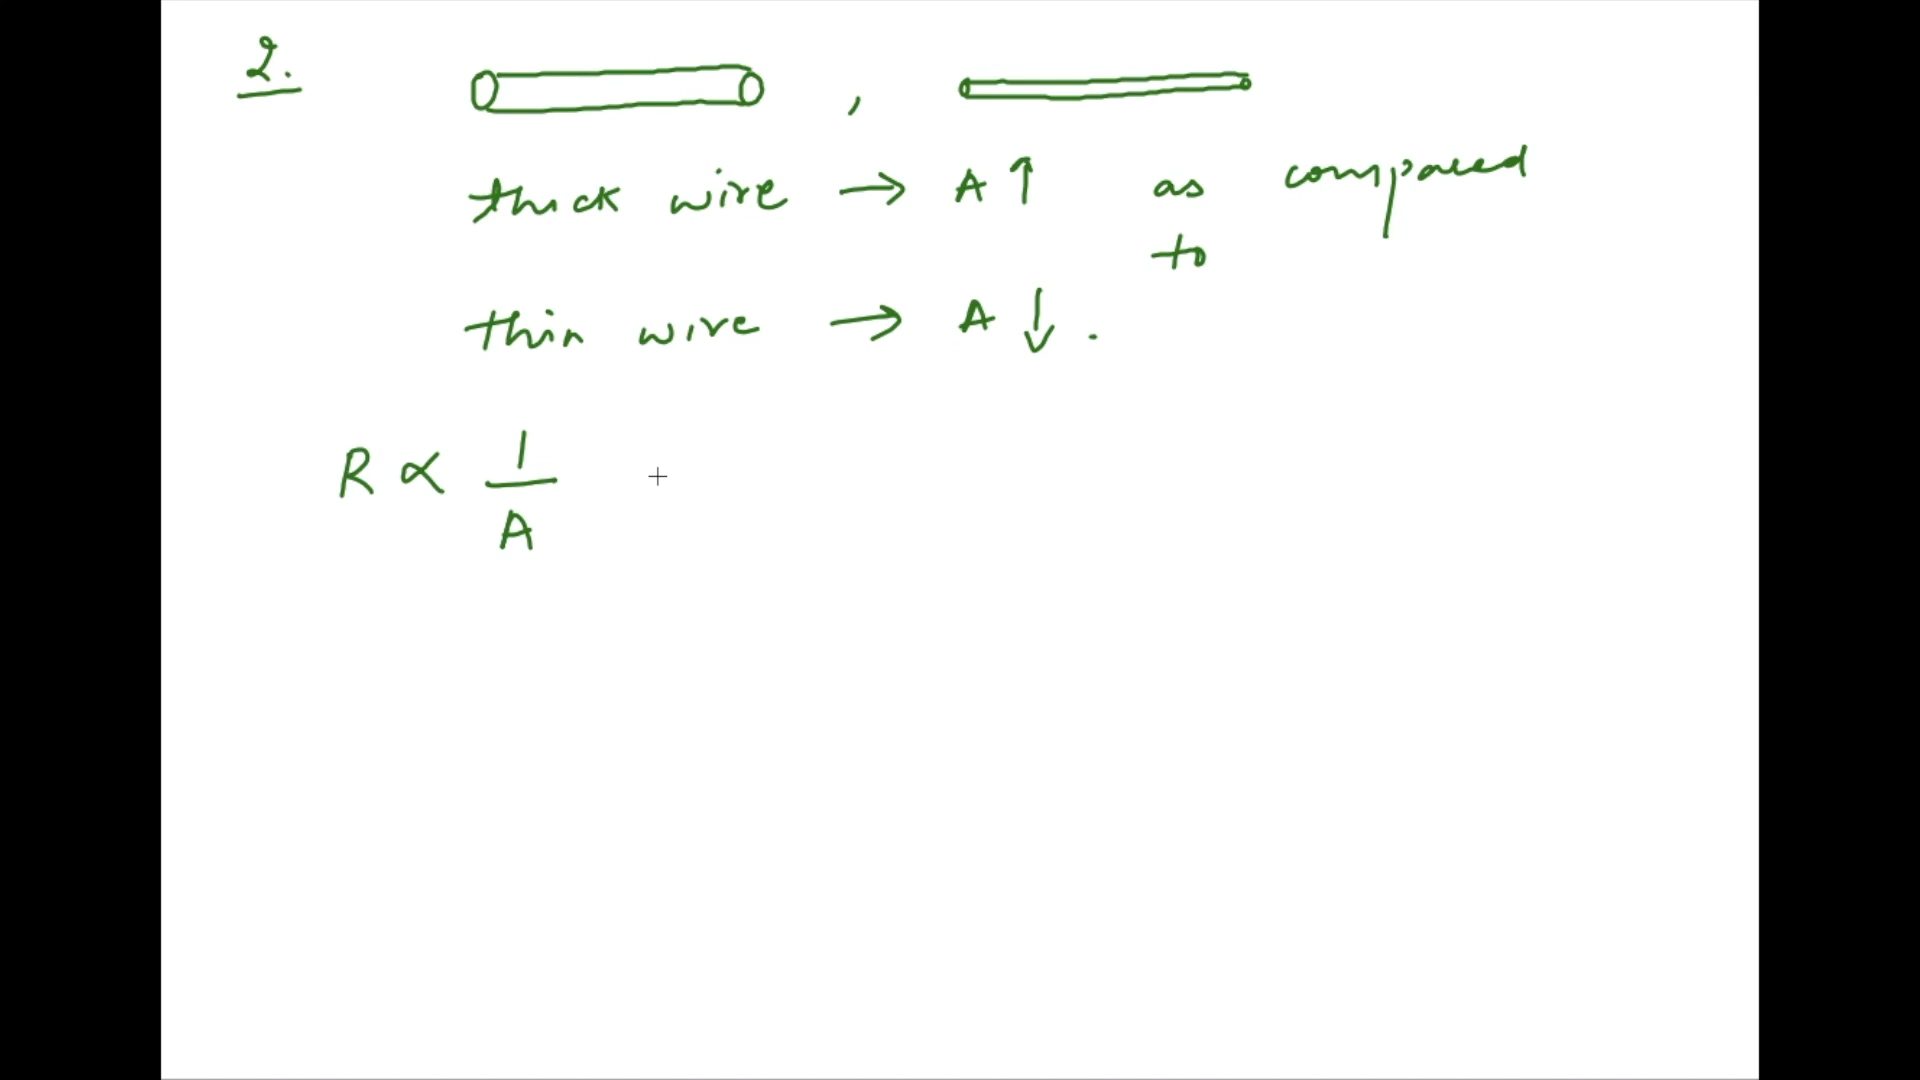 2.
,
thick wire → A ↑ as compared
to
thin wire → A ↓ .
R ∝ 1/A